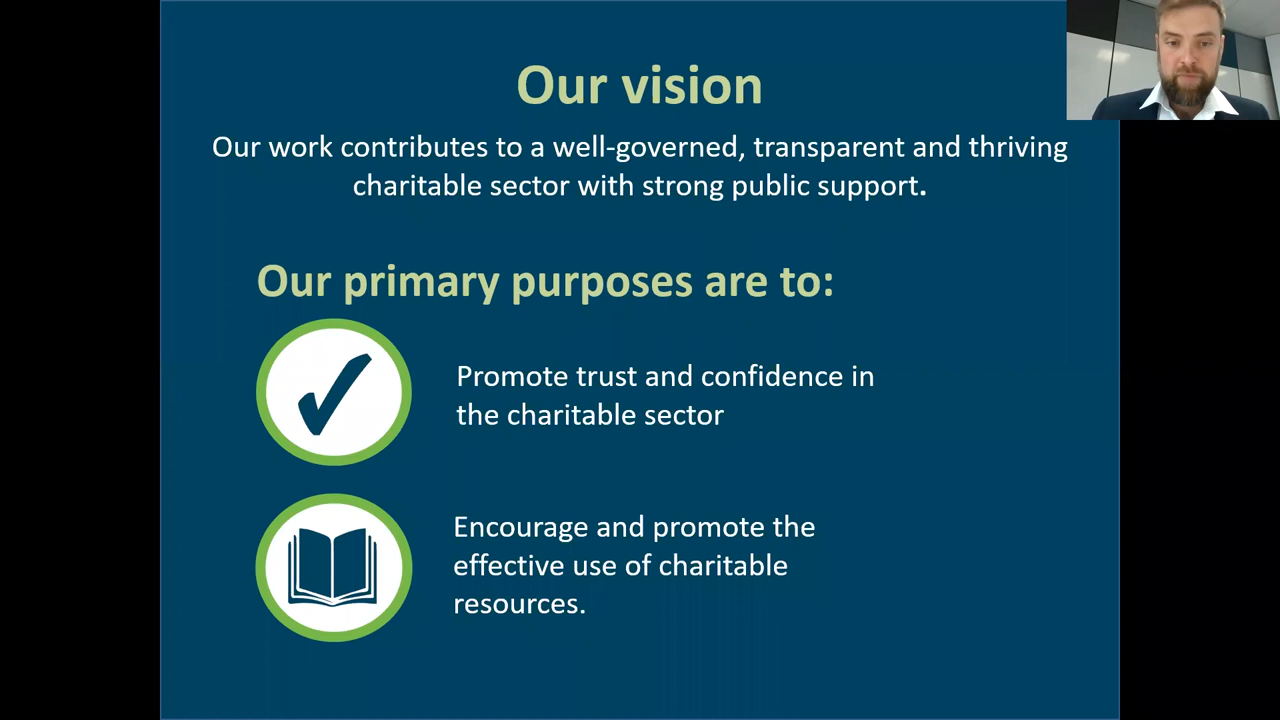 Our vision
Our work contributes to a well-governed, transparent and thriving
charitable sector with strong public support.
Our primary purposes are to:
Promote trust and confidence in
the charitable sector
Encourage and promote the
effective use of charitable
resources.